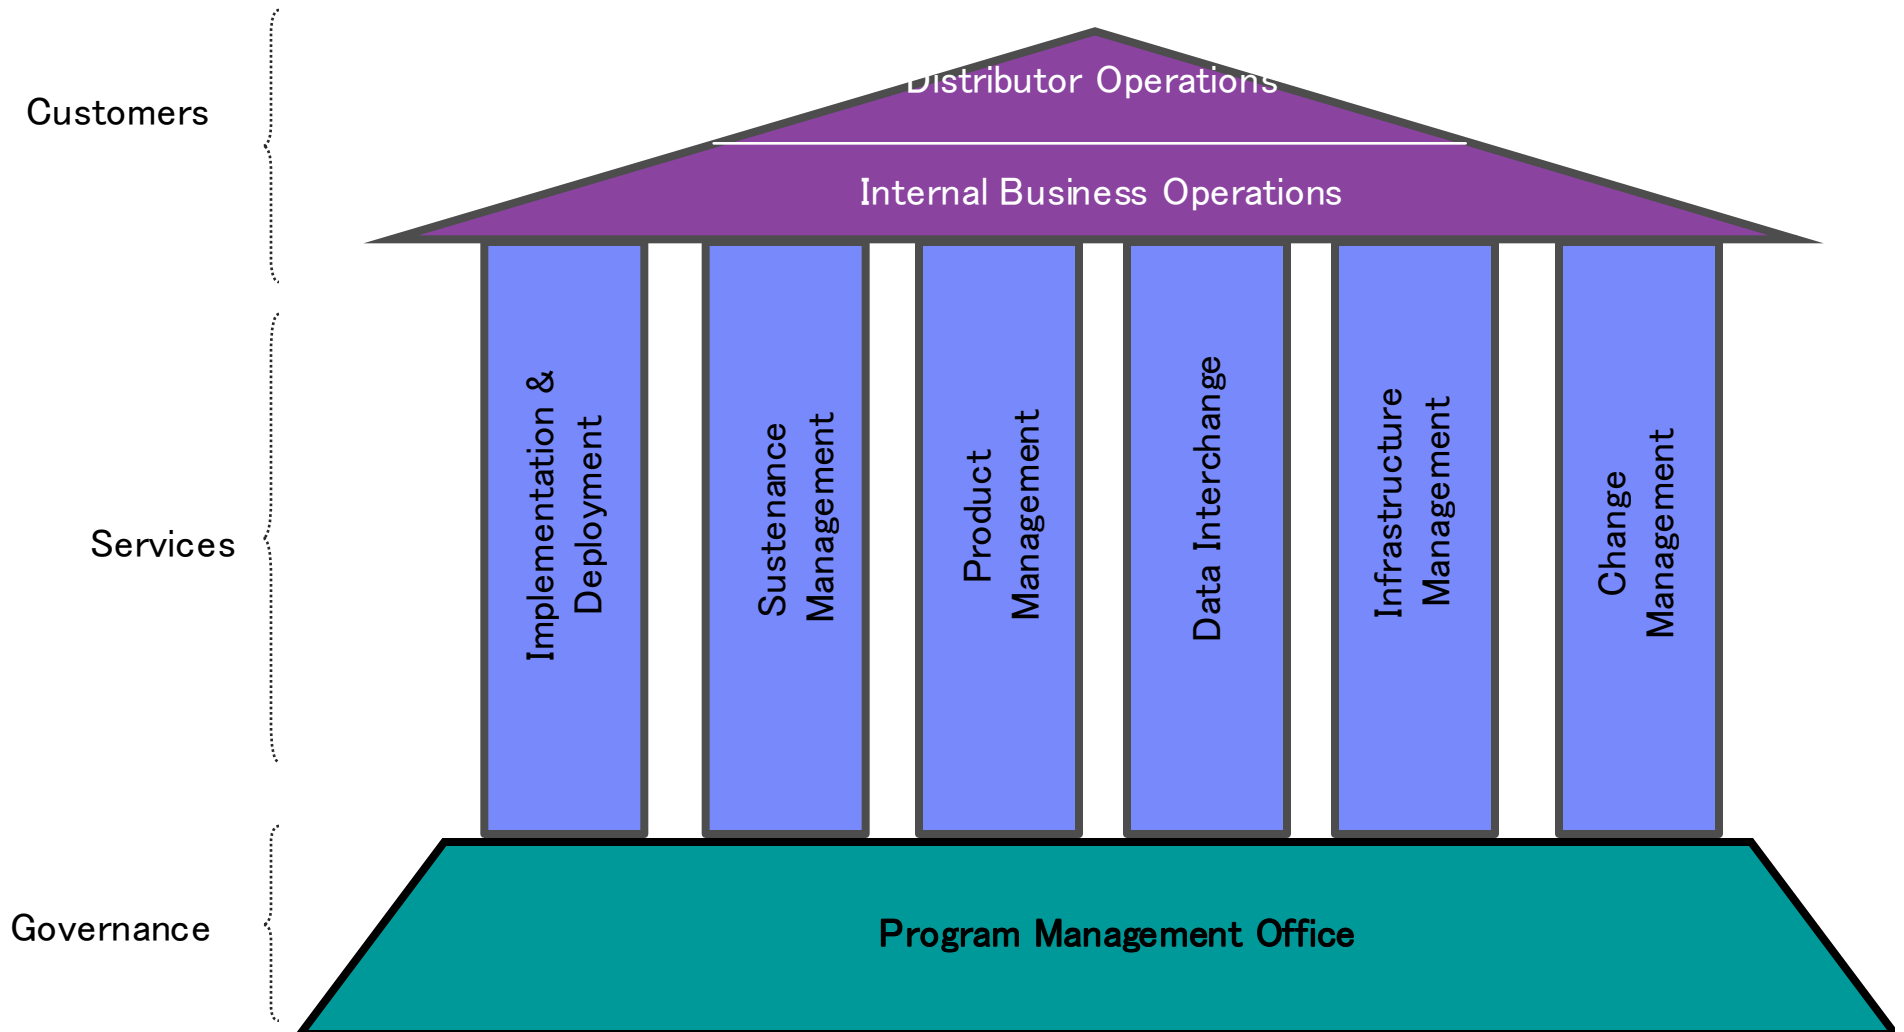 Customers
Distributor Operations
Internal Business Operations
Services
Implementation &
Deployment
Sustenance
Management
Product
Management
Data Interchange
Infrastructure
Management
Change
Management
Governance
Program Management Office